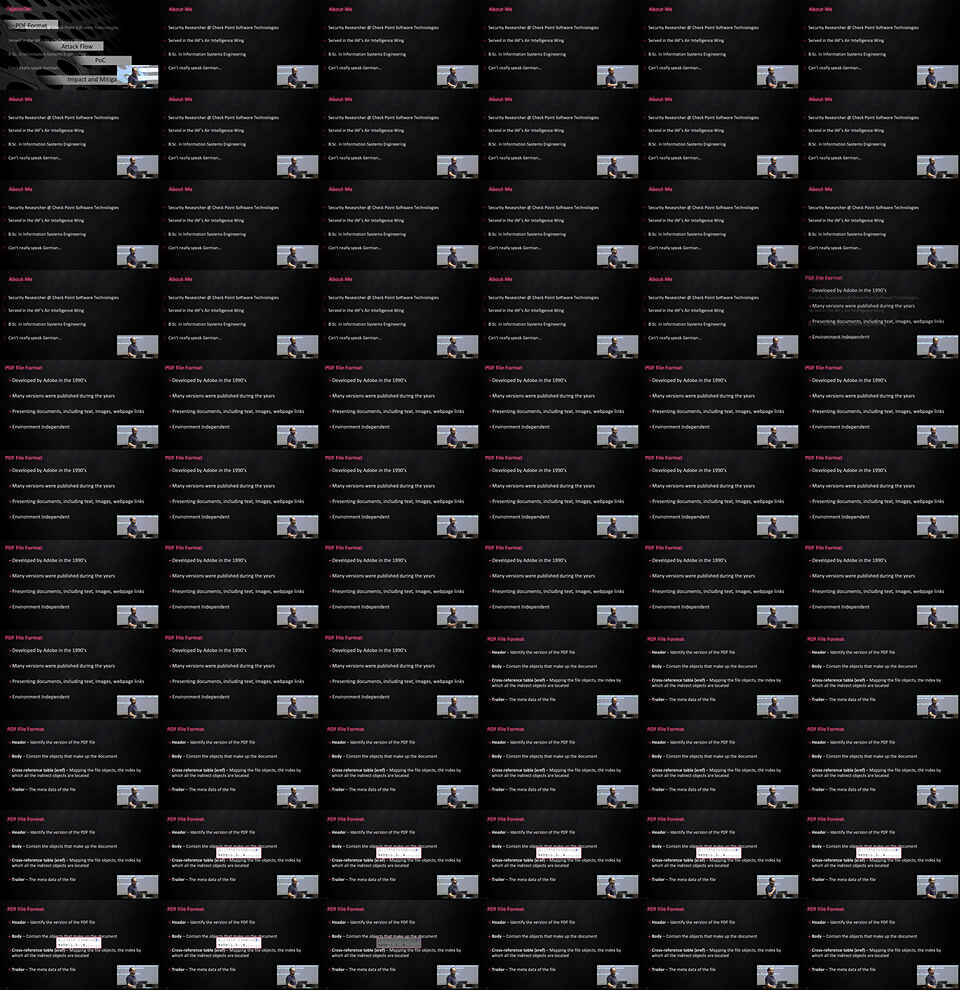 Agenda
PDF Format
Attack Flow
PoC
Impact and Mitiga
About Me
Security Researcher @ Check Point Software Technologies
Served in the IAF's Air Intelligence Wing
B.Sc. in Information Systems Engineering
Can't really speak German...
PDF File Format
Developed by Adobe in the 1990's
Many versions were published during the years
Presenting documents, including text, images, webpage links
Environment Independent
PDF File Format
Header – Identify the version of the PDF file
Body – Contain the objects that make up the document
Cross-reference table (xref) – Mapping the file objects, the index by
which all the indirect objects are located
Trailer – The meta data of the file